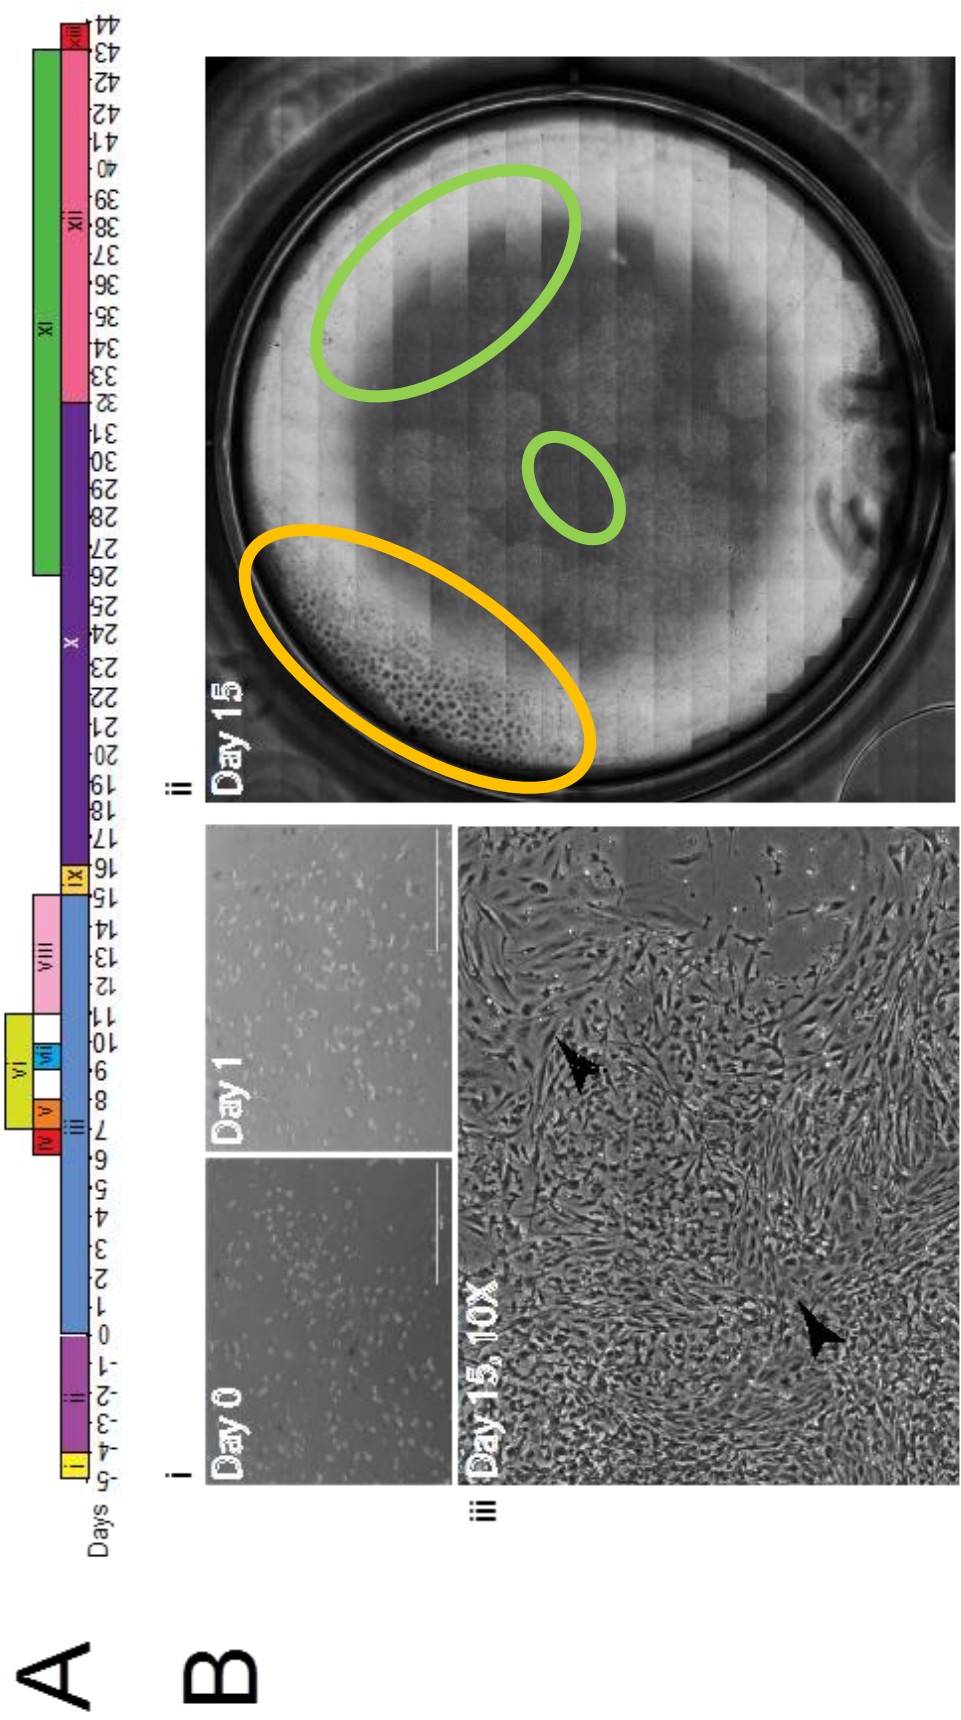 A
vi
iv v vii viii xi
i ii iii ix x xii xiii
Days -5 -4 -3 -2 -1 0 1 2 3 4 5 6 7 8 9 10 11 12 13 14 15 16 17 18 19 20 21 22 23 24 25 26 27 28 29 30 31 32 33 34 35 36 37 38 39 40 41 42 42 43 44
B
i
Day 0
Day 1
ii
Day 15
iii
Day 15, 10X